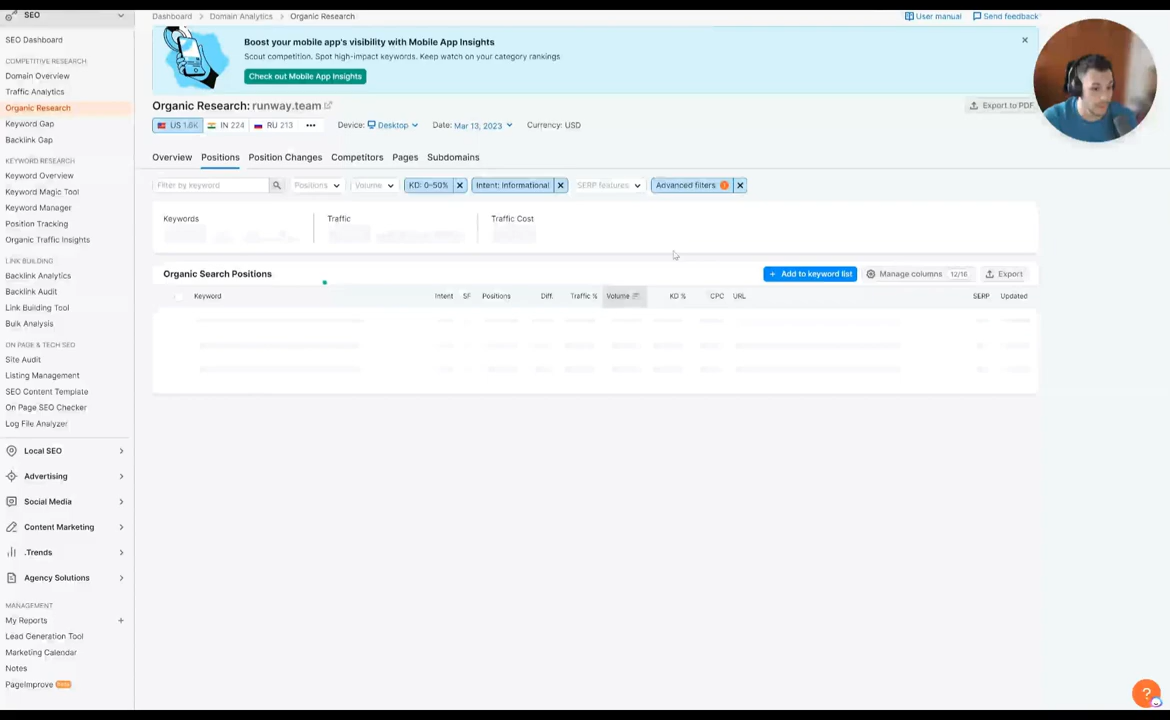 SEO
Dashboard > Domain Analytics > Organic Research
User manual
Send feedback
SEO Dashboard
COMPETITIVE RESEARCH
Domain Overview
Traffic Analytics
Organic Research
Keyword Gap
Backlink Gap
KEYWORD RESEARCH
Keyword Overview
Keyword Magic Tool
Keyword Manager
Position Tracking
Organic Traffic Insights
LINK BUILDING
Backlink Analytics
Backlink Audit
Link Building Tool
Bulk Analysis
ON PAGE & TECH SEO
Site Audit
Listing Management
SEO Content Template
On Page SEO Checker
Log File Analyzer
Local SEO
Advertising
Social Media
Content Marketing
.Trends
Agency Solutions
MANAGEMENT
My Reports +
Lead Generation Tool
Marketing Calendar
Notes
PageImprove
Boost your mobile app's visibility with Mobile App Insights
Scout competition. Spot high-impact keywords. Keep watch on your category rankings
Check out Mobile App Insights
Organic Research: runway.team
Export to PDF
US 1.6K IN 224 RU 213 ••• Device: Desktop Date: Mar 13, 2023 Currency: USD
Overview Positions Position Changes Competitors Pages Subdomains
Filter by keyword Positions Volume KD: 0-50% Intent: Informational SERP features Advanced filters
Keywords Traffic Traffic Cost
Organic Search Positions
+ Add to keyword list Manage columns 12/16 Export
Keyword Intent SF Positions Diff. Traffic % Volume KD % CPC URL SERP Updated
?